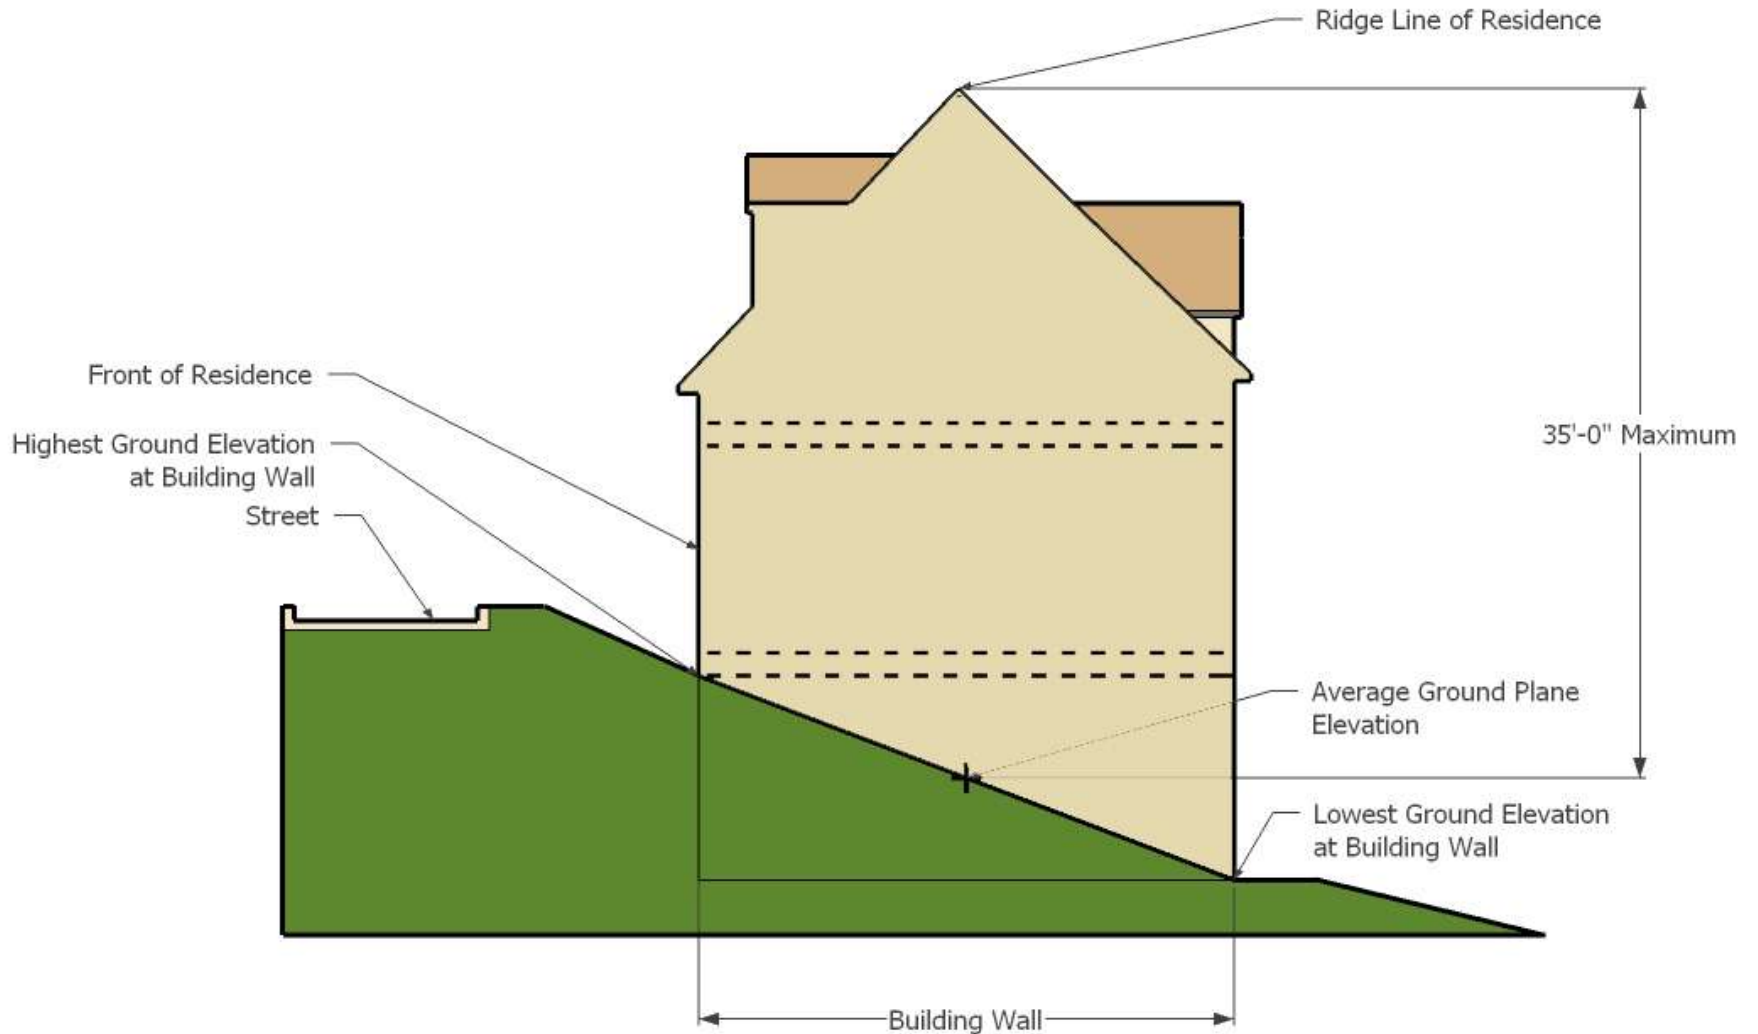 Ridge Line of Residence
Front of Residence
35'-0" Maximum
Highest Ground Elevation
at Building Wall
Street
Average Ground Plane
Elevation
Lowest Ground Elevation
at Building Wall
Building Wall